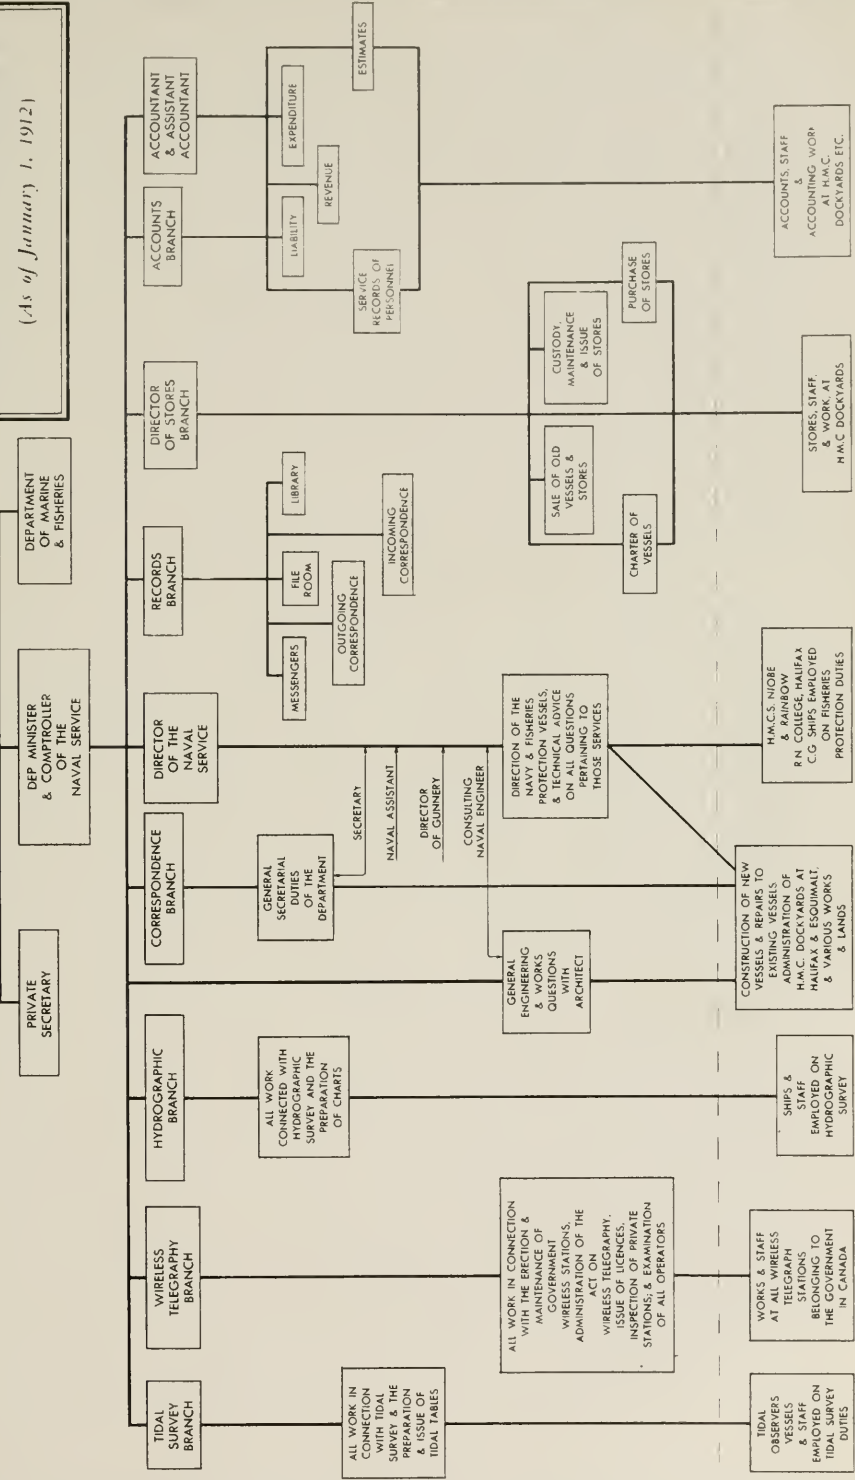 (As of January 1, 1912)
PRIVATE
SECRETARY
DEP MINISTER
& COMPTROLLER
OF THE
NAVAL SERVICE
DEPARTMENT
OF MARINE
& FISHERIES
TIDAL
SURVEY
BRANCH
WIRELESS
TELEGRAPHY
BRANCH
HYDROGRAPHIC
BRANCH
CORRESPONDENCE
BRANCH
DIRECTOR
OF THE
NAVAL
SERVICE
RECORDS
BRANCH
DIRECTOR
OF STORES
BRANCH
ACCOUNTS
BRANCH
ACCOUNTANT
& ASSISTANT
ACCOUNTANT
ALL WORK IN
CONNECTION
WITH TIDAL
SURVEY & THE
PREPARATION
& ISSUE OF
TIDAL TABLES
ALL WORK
CONNECTED WITH
HYDROGRAPHIC
SURVEY AND THE
PREPARATION
OF CHARTS
GENERAL
SECRETARIAL
DUTIES
OF THE
DEPARTMENT
SECRETARY
NAVAL ASSISTANT
DIRECTOR
OF GUNNERY
CONSULTING
NAVAL ENGINEER
MESSENGERS
FILE
ROOM
LIBRARY
OUTGOING
CORRESPONDENCE
INCOMING
CORRESPONDENCE
LIABILITY
EXPENDITURE
REVENUE
SERVICE
RECORDS OF
PERSONNEL
ESTIMATES
ALL WORK IN CONNECTION
WITH THE ERECTION &
MAINTENANCE OF
GOVERNMENT
WIRELESS STATIONS,
ADMINISTRATION OF THE
ACT ON
WIRELESS TELEGRAPHY,
ISSUE OF LICENCES,
INSPECTION OF PRIVATE
STATIONS; & EXAMINATION
OF ALL OPERATORS
GENERAL
ENGINEERING
& WORKS
QUESTIONS
WITH
ARCHITECT
DIRECTION OF THE
NAVY & FISHERIES
PROTECTION VESSELS,
& TECHNICAL ADVICE
ON ALL QUESTIONS
PERTAINING TO
THOSE SERVICES
SALE OF OLD
VESSELS &
STORES
CUSTODY,
MAINTENANCE
& ISSUE
OF STORES
CHARTER OF
VESSELS
PURCHASE
OF STORES
TIDAL
OBSERVERS
VESSELS
& STAFF
EMPLOYED ON
TIDAL SURVEY
DUTIES
WORKS & STAFF
AT ALL WIRELESS
TELEGRAPH
STATIONS
BELONGING TO
THE GOVERNMENT
IN CANADA
SHIPS &
STAFF
EMPLOYED ON
HYDROGRAPHIC
SURVEY
CONSTRUCTION OF NEW
VESSELS & REPAIRS TO
EXISTING VESSELS
ADMINISTRATION OF
H.M.C. DOCKYARDS AT
HALIFAX & ESQUIMALT,
& VARIOUS WORKS
& LANDS
H.M.C.S. NIOBE
& RAINBOW
R N COLLEGE, HALIFAX
C.G SHIPS EMPLOYED
ON FISHERIES
PROTECTION DUTIES
STORES, STAFF,
& WORK, AT
H.M.C DOCKYARDS
ACCOUNTS, STAFF
&
ACCOUNTING WORK
AT H.M.C.
DOCKYARDS ETC.